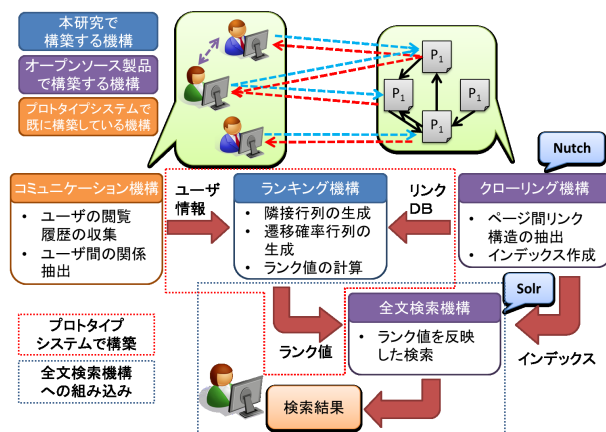 本研究で
構築する機構
オープンソース製品
で構築する機構
プロトタイプシステムで
既に構築している機構
P1
P1
P1
P1
Nutch
コミュニケーション機構
• ユーザの閲覧
履歴の収集
• ユーザ間の関係
抽出
ユーザ
情報
ランキング機構
• 隣接行列の生成
• 遷移確率行列の
生成
• ランク値の計算
リンク
DB
クローリング機構
• ページ間リンク
構造の抽出
• インデックス作成
Solr
全文検索機構
• ランク値を反映
した検索
ランク値
インデックス
プロトタイプ
システムで構築
全文検索機構
への組み込み
検索結果